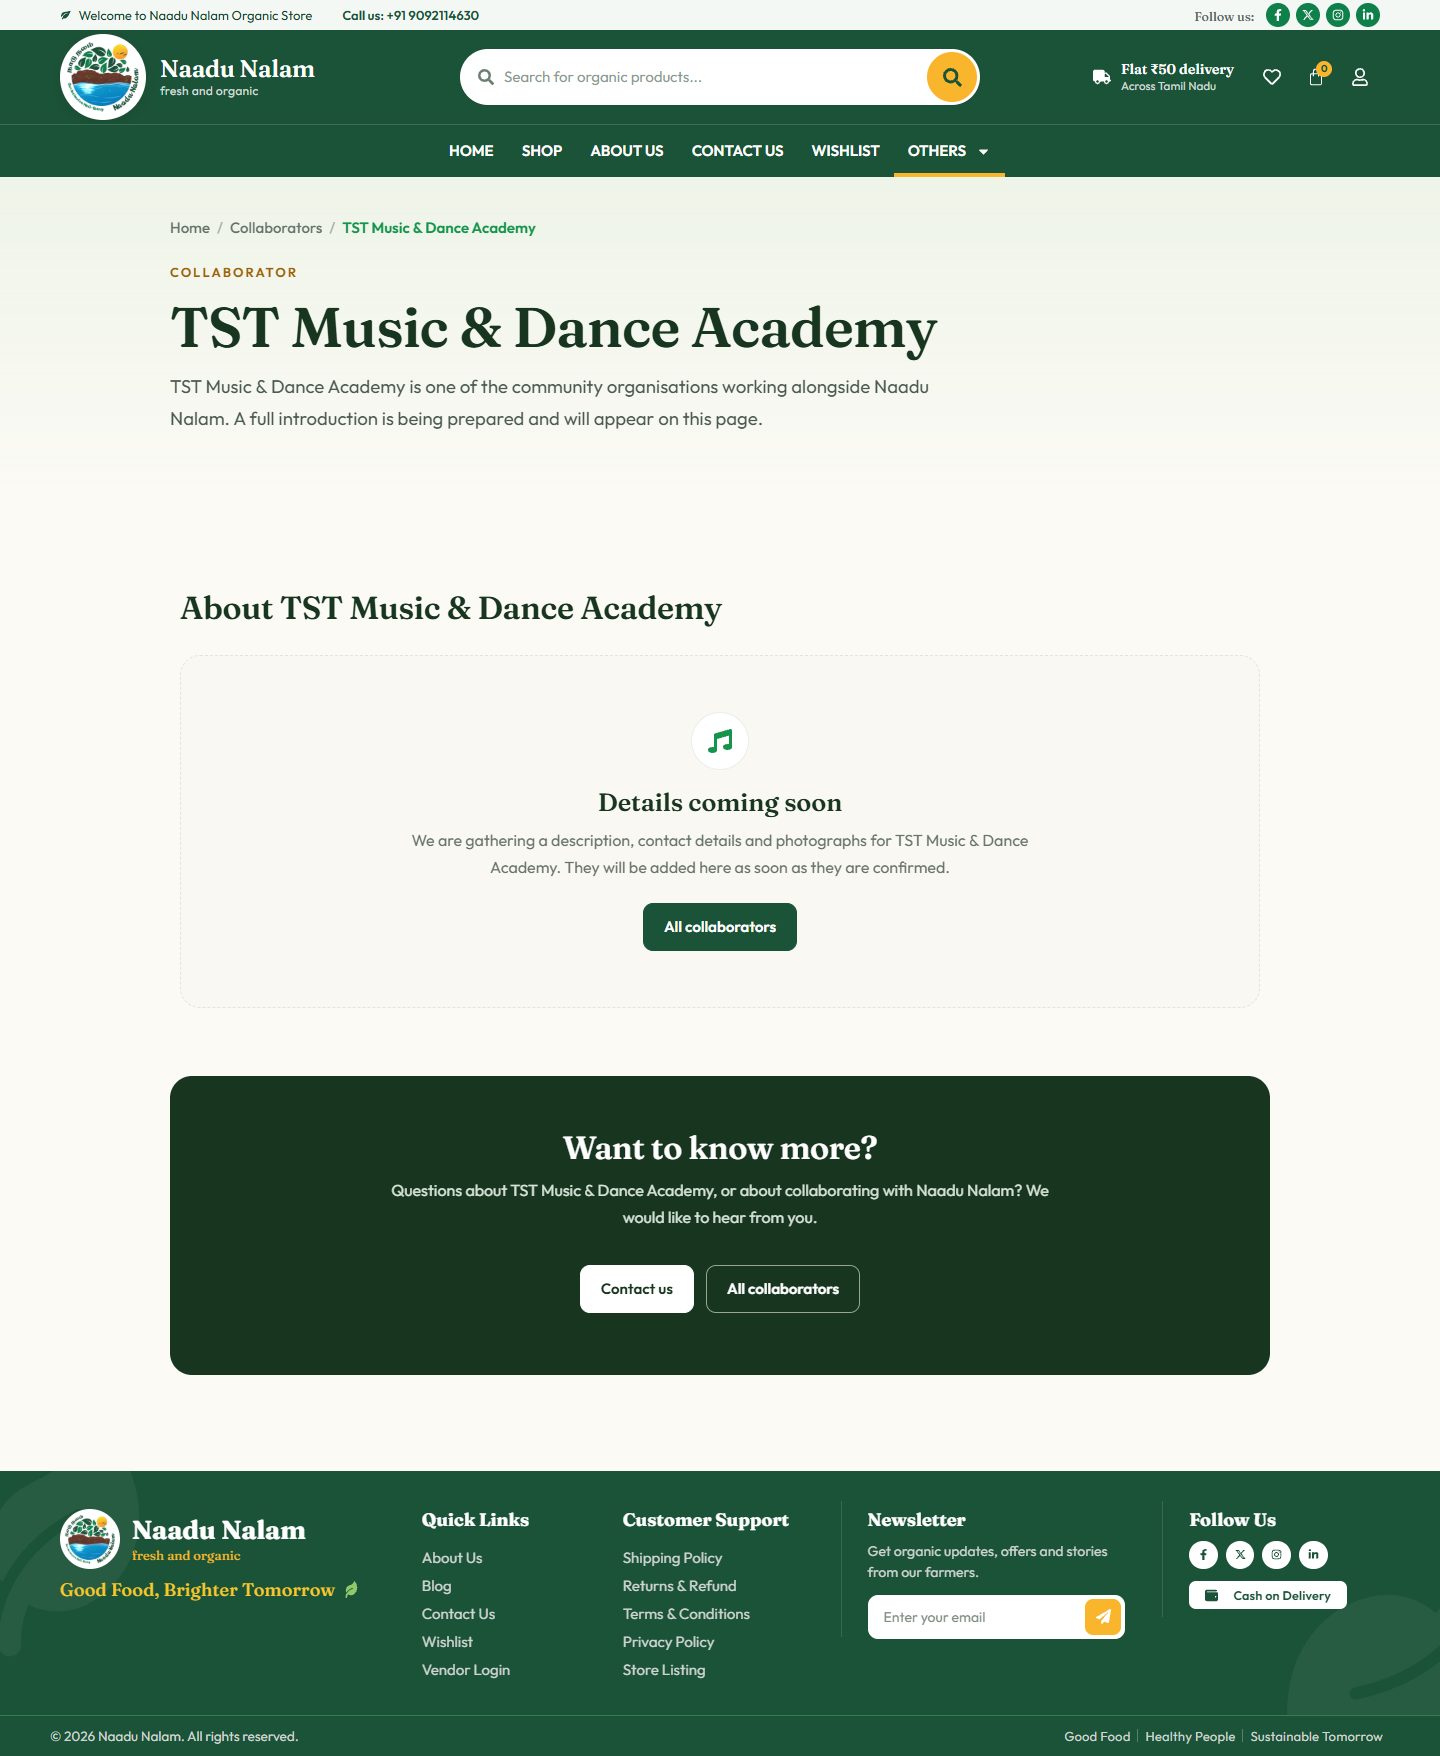 Welcome to Naadu Nalam Organic Store
Call us: +91 9092114630
Follow us:
Naadu Nalam
fresh and organic
Search for organic products...
Flat ₹50 delivery
Across Tamil Nadu
0
HOME
SHOP
ABOUT US
CONTACT US
WISHLIST
OTHERS
Home / Collaborators / TST Music & Dance Academy
COLLABORATOR
TST Music & Dance Academy
TST Music & Dance Academy is one of the community organisations working alongside Naadu
Nalam. A full introduction is being prepared and will appear on this page.
About TST Music & Dance Academy
Details coming soon
We are gathering a description, contact details and photographs for TST Music & Dance
Academy. They will be added here as soon as they are confirmed.
All collaborators
Want to know more?
Questions about TST Music & Dance Academy, or about collaborating with Naadu Nalam? We
would like to hear from you.
Contact us
All collaborators
Naadu Nalam
fresh and organic
Good Food, Brighter Tomorrow
Quick Links
About Us
Blog
Contact Us
Wishlist
Vendor Login
Customer Support
Shipping Policy
Returns & Refund
Terms & Conditions
Privacy Policy
Store Listing
Newsletter
Get organic updates, offers and stories
from our farmers.
Enter your email
Follow Us
Cash on Delivery
© 2026 Naadu Nalam. All rights reserved.
Good Food | Healthy People | Sustainable Tomorrow